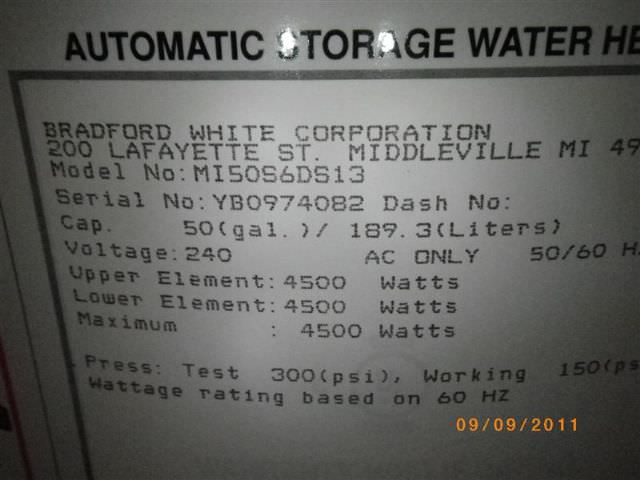 AUTOMATIC STORAGE WATER HE
BRADFORD WHITE CORPORATION
200 LAFAYETTE ST. MIDDLEVILLE MI 49
Model No:MI50S6DS13
Serial No:YB0974082 Dash No:
Cap. 50(gal.)/ 189.3(Liters)
Voltage:240 AC ONLY 50/60 H
Upper Element:4500 Watts
Lower Element:4500 Watts
Maximum : 4500 Watts
Press: Test 300(psi), Working 150(ps
Wattage rating based on 60 HZ
09/09/2011